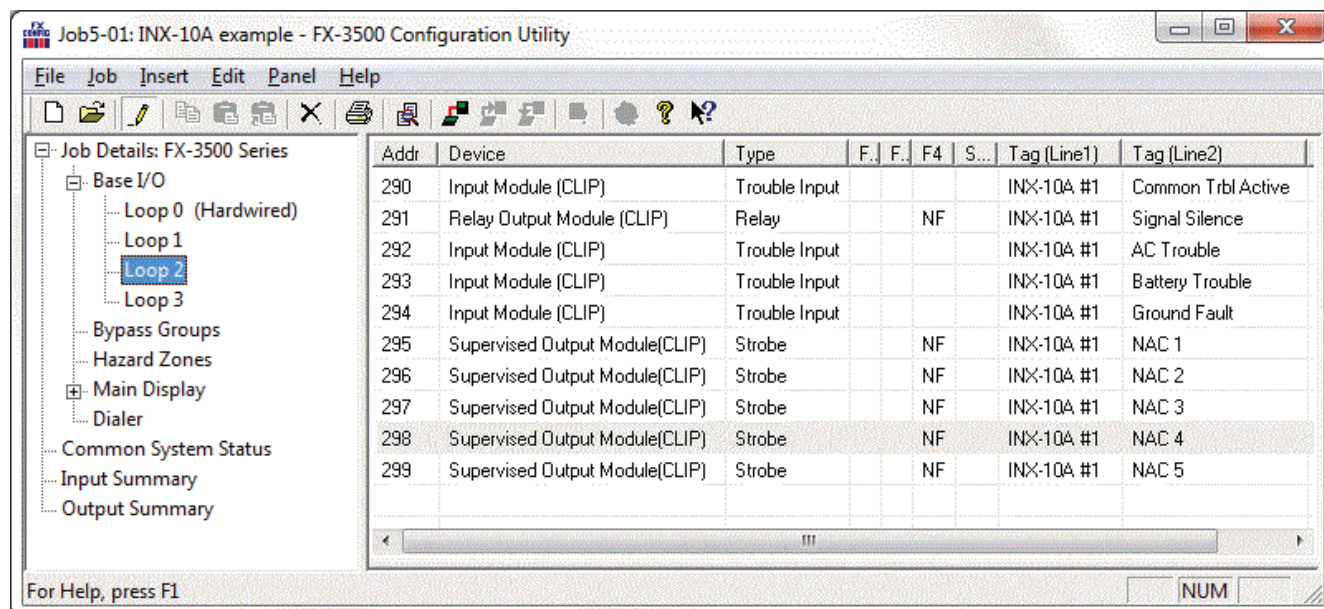 FX CONFIG Job5-01: INX-10A example - FX-3500 Configuration Utility
File Job Insert Edit Panel Help
Job Details: FX-3500 Series
Base I/O
Loop 0 (Hardwired)
Loop 1
Loop 2
Loop 3
Bypass Groups
Hazard Zones
Main Display
Dialer
Common System Status
Input Summary
Output Summary
Addr Device Type F.. F.. F4 S... Tag (Line1) Tag (Line2)
290 Input Module (CLIP) Trouble Input INX-10A #1 Common Trbl Active
291 Relay Output Module (CLIP) Relay NF INX-10A #1 Signal Silence
292 Input Module (CLIP) Trouble Input INX-10A #1 AC Trouble
293 Input Module (CLIP) Trouble Input INX-10A #1 Battery Trouble
294 Input Module (CLIP) Trouble Input INX-10A #1 Ground Fault
295 Supervised Output Module(CLIP) Strobe NF INX-10A #1 NAC 1
296 Supervised Output Module(CLIP) Strobe NF INX-10A #1 NAC 2
297 Supervised Output Module(CLIP) Strobe NF INX-10A #1 NAC 3
298 Supervised Output Module(CLIP) Strobe NF INX-10A #1 NAC 4
299 Supervised Output Module(CLIP) Strobe NF INX-10A #1 NAC 5
For Help, press F1 NUM